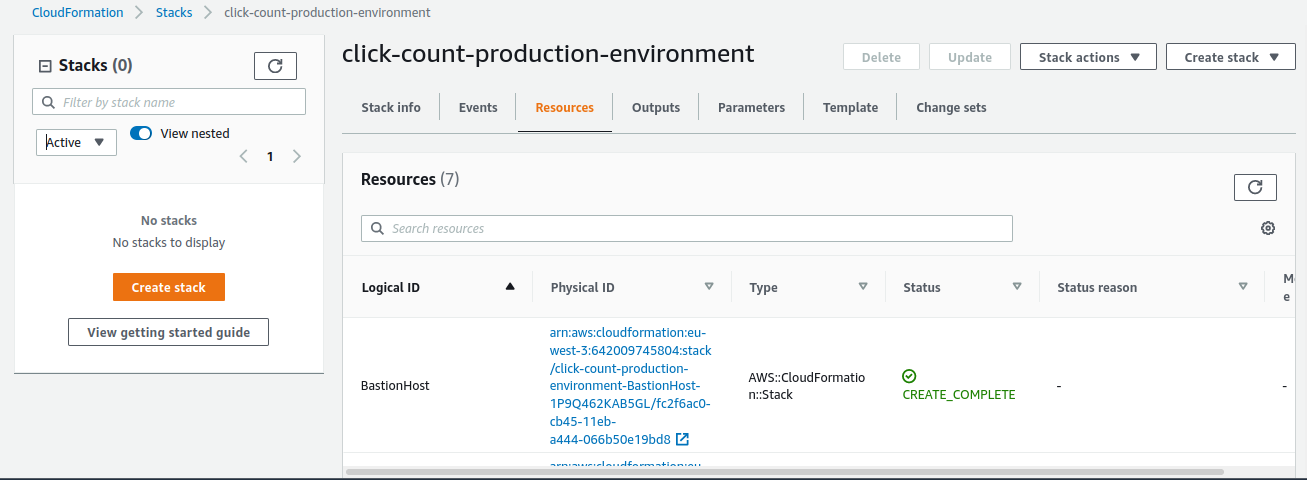 CloudFormation
Stacks
click-count-production-environment
Stacks (0)
Filter by stack name
Active
View nested
1
No stacks
No stacks to display
Create stack
View getting started guide
click-count-production-environment
Delete
Update
Stack actions
Create stack
Stack info
Events
Resources
Outputs
Parameters
Template
Change sets
Resources (7)
Search resources
Logical ID
Physical ID
Type
Status
Status reason
BastionHost
arn:aws:cloudformation:eu-
west-3:642009745804:stack
/click-count-production-
environment-BastionHost-
1P9Q462KAB5GL/fc2f6ac0-
cb45-11eb-
a444-066b50e19bd8
AWS::CloudFormatio
n::Stack
CREATE_COMPLETE
-
-
arn:aws:cloudformation:eu-